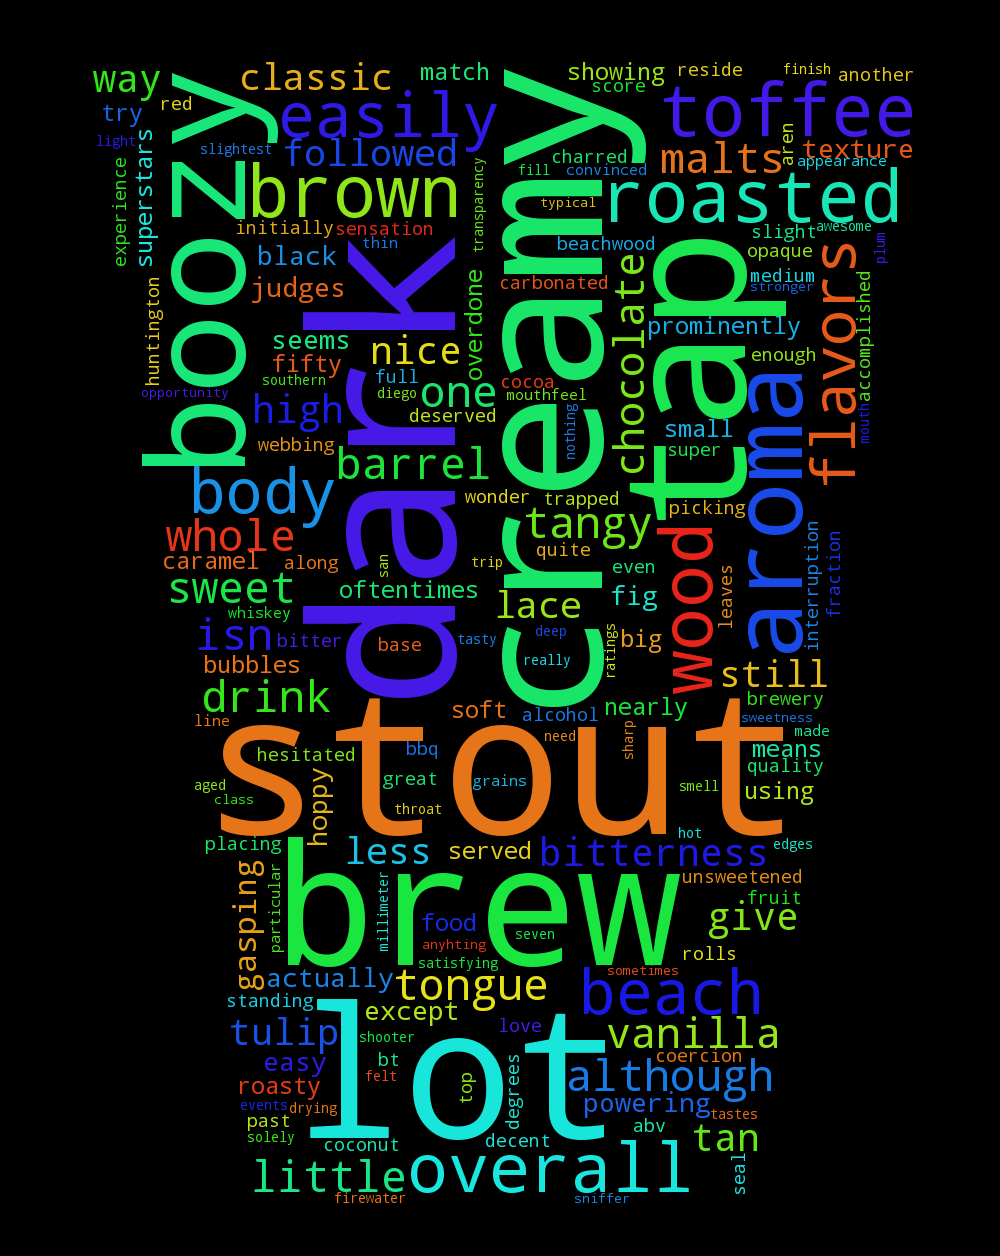 way
classic
match
showing
reside
finish
another
score
try
red
boozy
easily
creamy
toffee
light
superstars
slightest
followed
transparency
charred
fill
convinced
malts
aren
texture
appearance
experience
brown
typical
roasted
initially
sensation
thin
dark
beachwood
slight
awesome
opaque
plum
black
tap
flavors
huntington
judges
overdone
carbonated
chocolate
medium
stronger
accomplished
prominently
seems
nice
fifty
southern
full
diego
one
cocoa
mouthfeel
enough
opportunity
high
deserved
nothing
small
aroma
mouth
webbing
barrel
super
body
wonder
trapped
picking
whole
tangy
wood
caramel
along
san
trip
quite
even
leaves
interruption
fraction
sweet
oftentimes
lace
fig
whiskey
isn
bitter
base
tasty
deep
really
ratings
big
bubbles
still
drink
stout
soft
alcohol
nearly
brewery
line
need
sharp
sweetness
made
hesitated
bbq
means
quality
aged
class
hoppy
great
grains
throat
smell
using
placing
less
served
bitterness
hot
edges
brew
gasping
particular
millimeter
unsweetened
fruit
food
anyhting
seven
give
satisfying
rolls
actually
tongue
sometimes
beach
standing
except
lot
tulip
shooter
love
vanilla
easy
bt
degrees
coercion
roasty
felt
top
although
events
drying
powering
tastes
past
solely
coconut
decent
abv
tan
little
overall
seal
firewater
sniffer